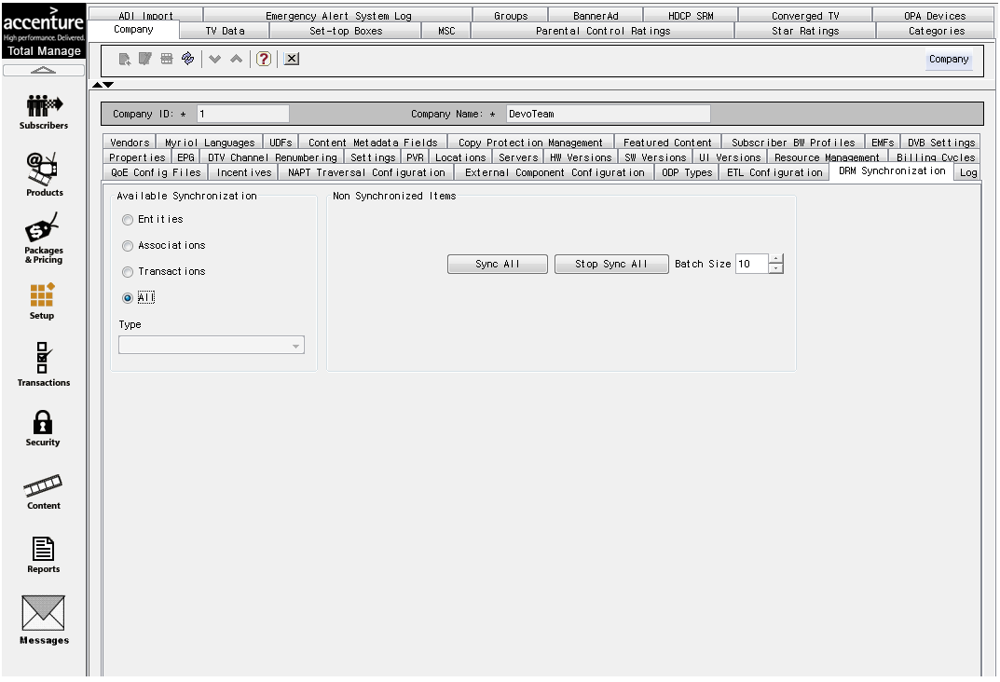 accenture
High performance. Delivered.
Total Manage
Subscribers
Products
Packages
& Pricing
Setup
Transactions
Security
Content
Reports
Messages
ADI Import Emergency Alert System Log Groups BannerAd HDCP SRM Converged TV OPA Devices
Company TV Data Set-top Boxes MSC Parental Control Ratings Star Ratings Categories
? X Company
Company ID: * 1 Company Name: * DevoTeam
Vendors Myriol Languages UDFs Content Metadata Fields Copy Protection Management Featured Content Subscriber BW Profiles EMFs DVB Settings
Properties EPG DTV Channel Renumbering Settings PVR Locations Servers HW Versions SW Versions UI Versions Resource Management Billing Cycles
QoE Config Files Incentives NAPT Traversal Configuration External Component Configuration ODP Types ETL Configuration DRM Synchronization Log
Available Synchronization
Entities
Associations
Transactions
All
Type
Non Synchronized Items
Sync All Stop Sync All Batch Size 10